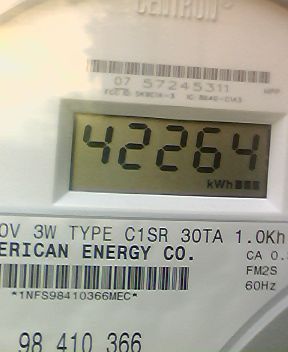 CENTRON
07 57245311
42264
kWh
0V 3W TYPE C1SR 30TA 1.0Kh
ERICAN ENERGY CO.
CA 0.
FM2S
*1NFS98410366MEC*
60Hz
98 410 366